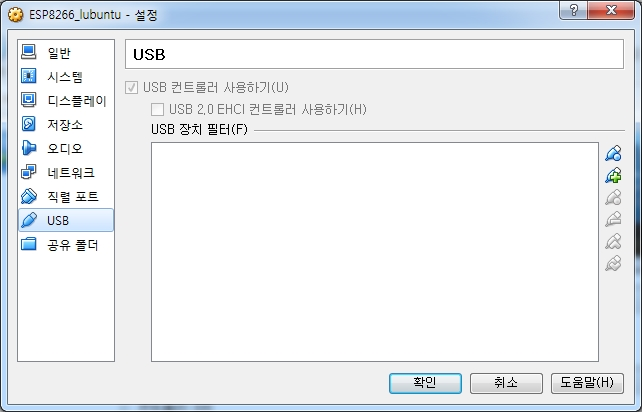 ESP8266_lubuntu - 설정
일반
시스템
디스플레이
저장소
오디오
네트워크
직렬 포트
USB
공유 폴더
USB
USB 컨트롤러 사용하기(U)
USB 2,0 EHCI 컨트롤러 사용하기(H)
USB 장치 필터(F)
확인
취소
도움말(H)